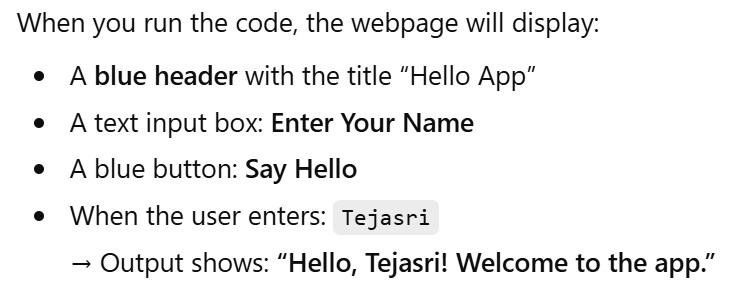 When you run the code, the webpage will display:
• A blue header with the title “Hello App”
• A text input box: Enter Your Name
• A blue button: Say Hello
• When the user enters: Tejasri
→ Output shows: “Hello, Tejasri! Welcome to the app.”